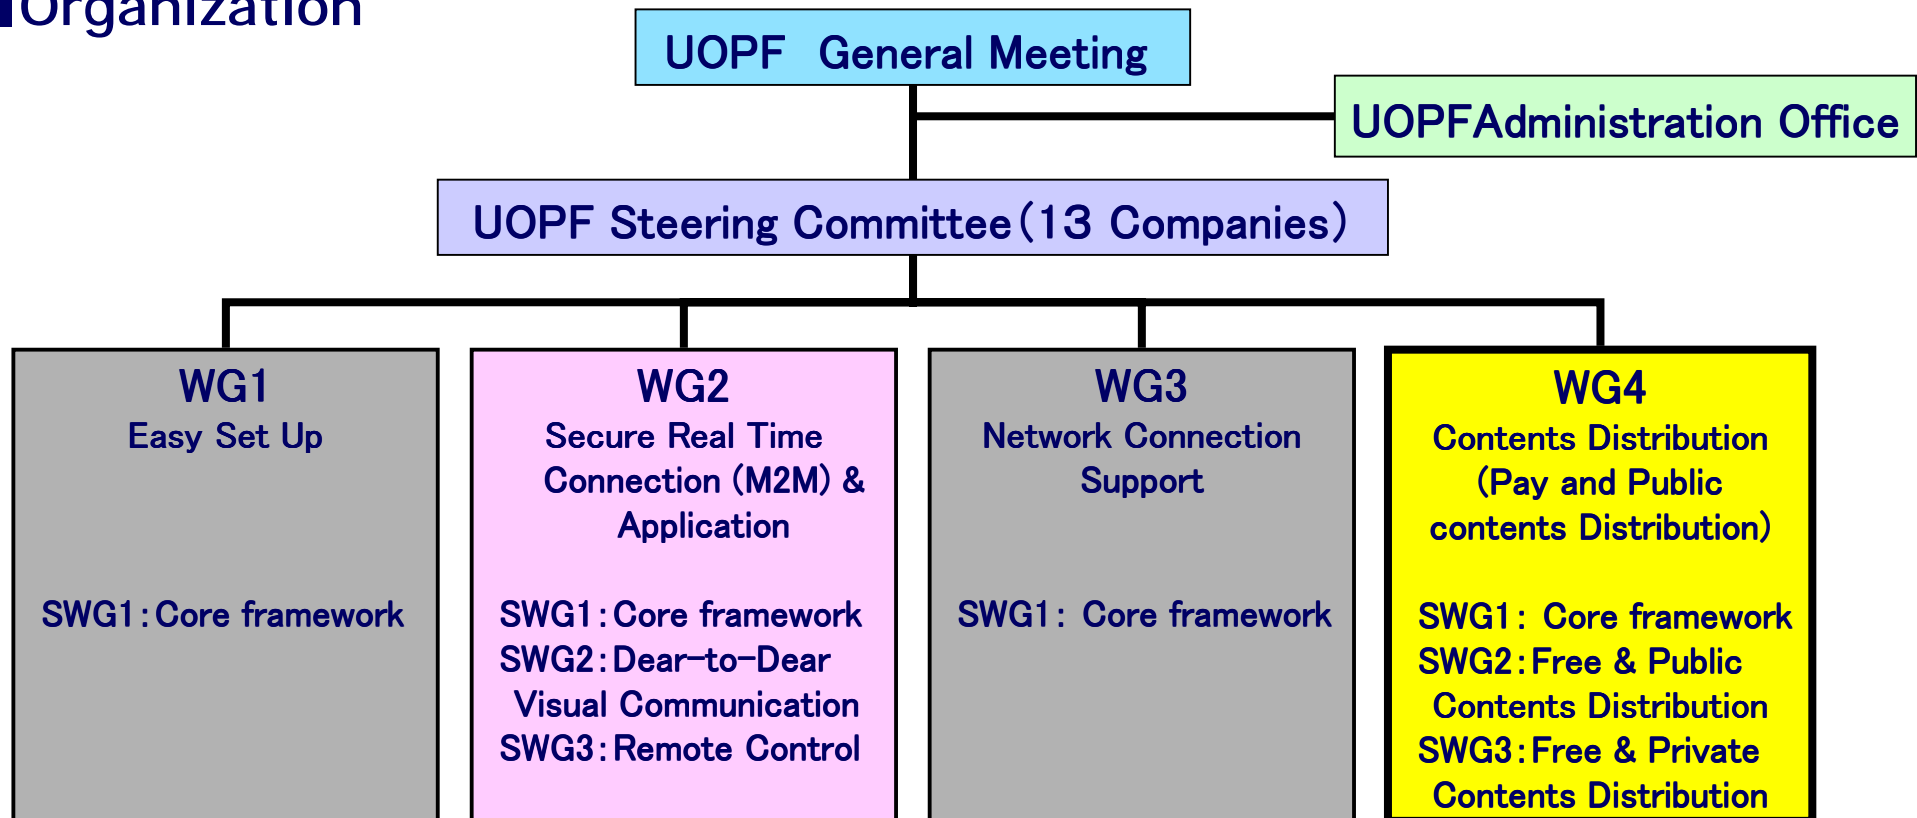 Organization
UOPF General Meeting
UOPFAdministration Office
UOPF Steering Committee(13 Companies)
WG1
Easy Set Up
SWG1:Core framework
WG2
Secure Real Time
Connection (M2M) &
Application
SWG1:Core framework
SWG2:Dear-to-Dear
Visual Communication
SWG3:Remote Control
WG3
Network Connection
Support
SWG1: Core framework
WG4
Contents Distribution
(Pay and Public
contents Distribution)
SWG1: Core framework
SWG2:Free & Public
Contents Distribution
SWG3:Free & Private
Contents Distribution